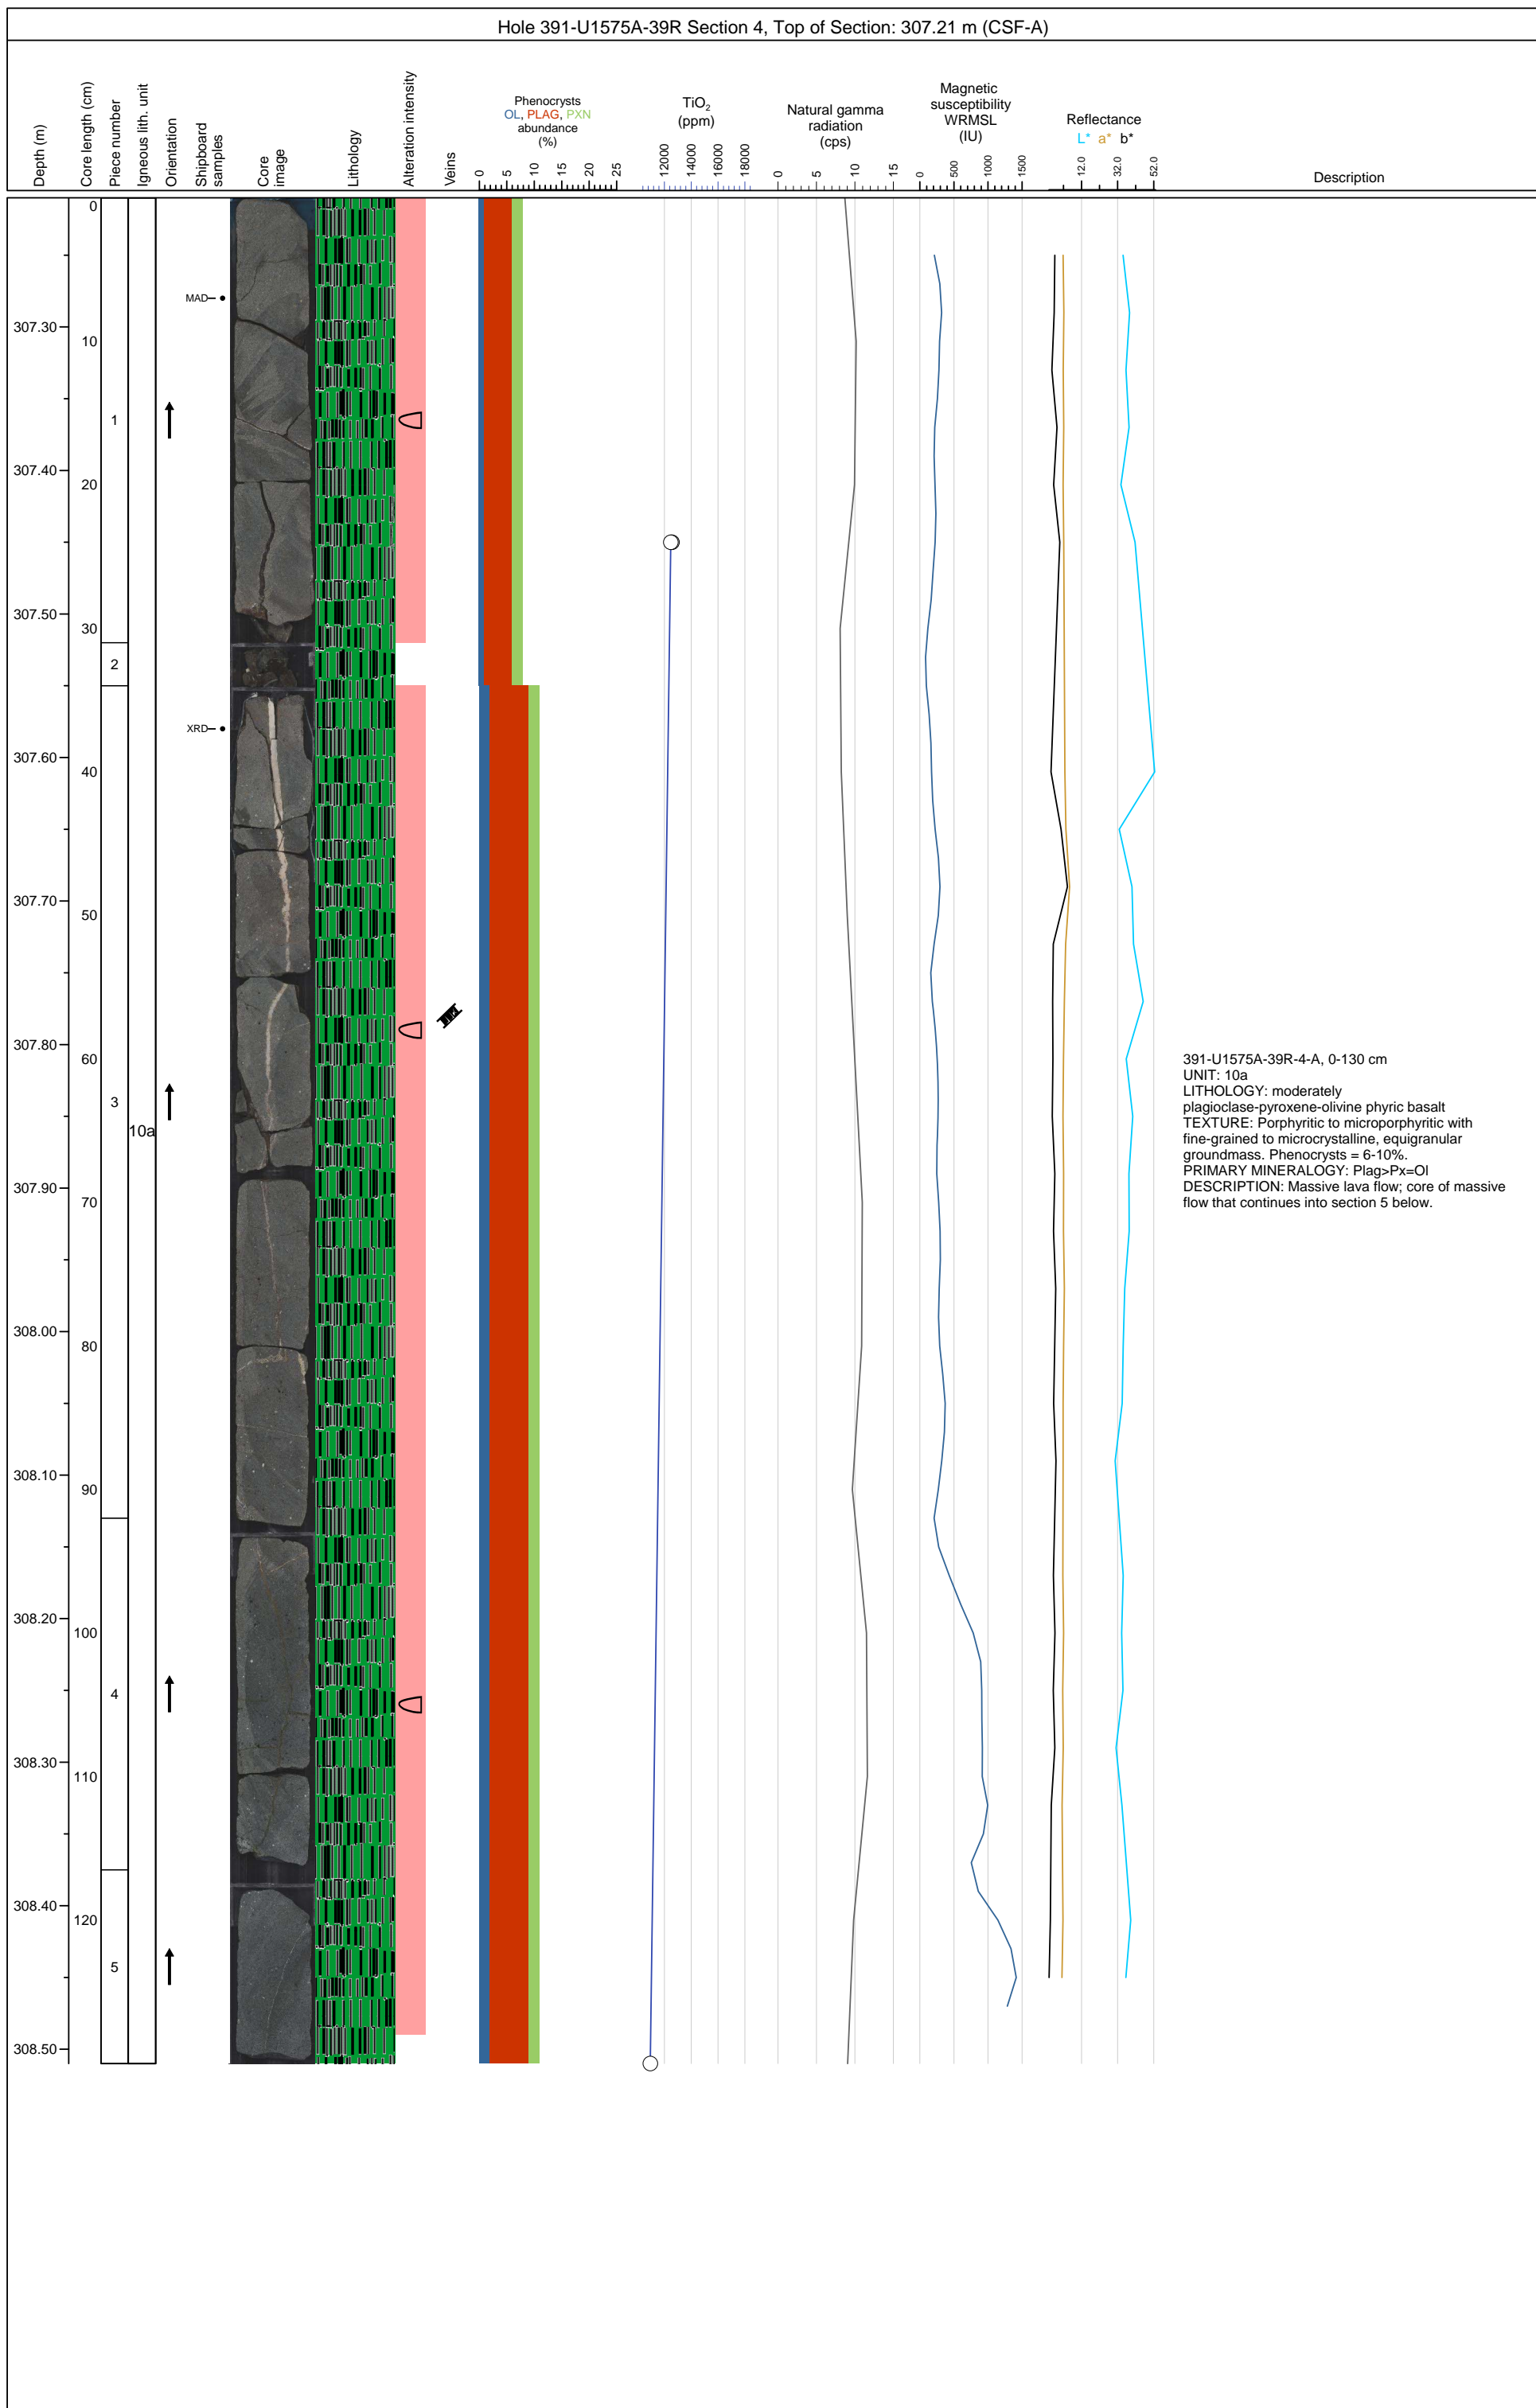 Hole 391-U1575A-39R Section 4, Top of Section: 307.21 m (CSF-A)
Depth (m)
Core length (cm)
Piece number
Igneous lith. unit
Orientation
Shipboard
samples
Core
image
Lithology
Alteration intensity
Veins
Phenocrysts
OL, PLAG, PXN
abundance
(%)
0 5 10 15 20 25
TiO2
(ppm)
12000 14000 16000 18000
Natural gamma
radiation
(cps)
0 5 10 15
Magnetic
susceptibility
WRMSL
(IU)
0 500 1000 1500
Reflectance
L* a* b*
12.0 32.0 52.0
Description
0
MAD
307.30
10
1
307.40
20
307.50
30
2
XRD
307.60
40
307.70
50
307.80
60
3
10a
307.90
70
308.00
80
308.10
90
308.20
100
4
308.30
110
308.40
120
5
308.50
391-U1575A-39R-4-A, 0-130 cm
UNIT: 10a
LITHOLOGY: moderately
plagioclase-pyroxene-olivine phyric basalt
TEXTURE: Porphyritic to microporphyritic with
fine-grained to microcrystalline, equigranular
groundmass. Phenocrysts = 6-10%.
PRIMARY MINERALOGY: Plag>Px=Ol
DESCRIPTION: Massive lava flow; core of massive
flow that continues into section 5 below.